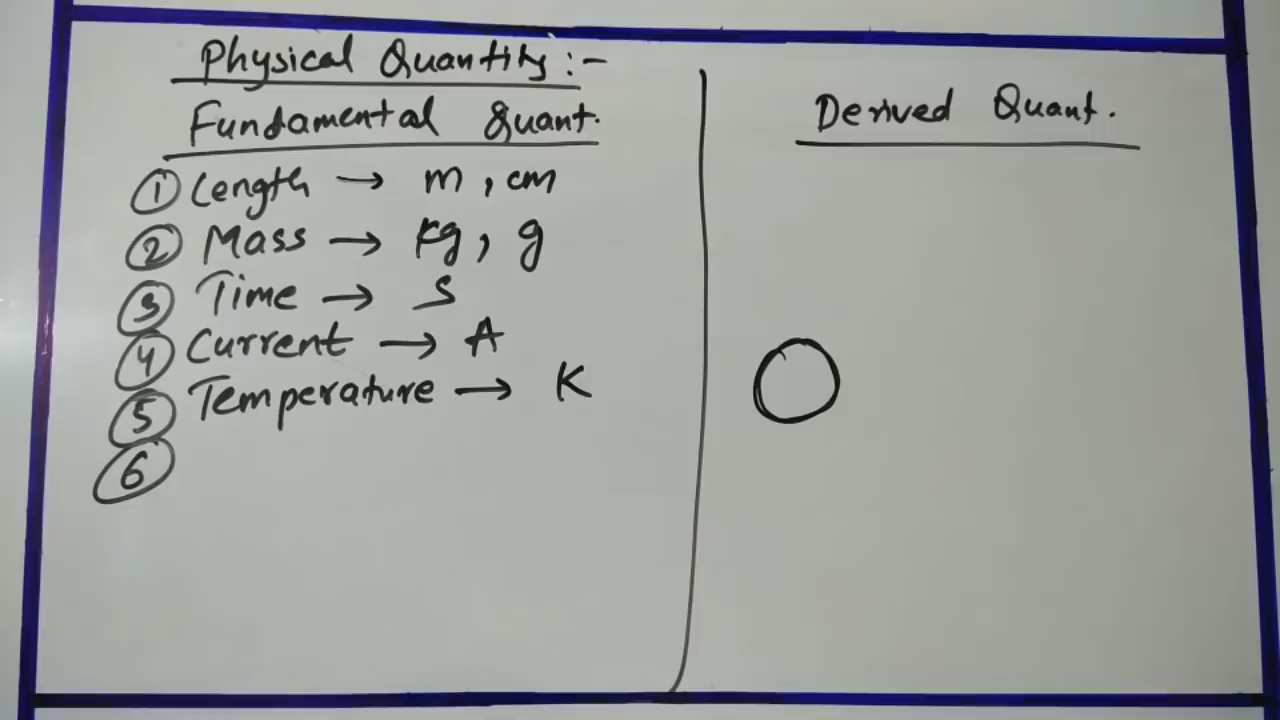 Physical Quantity :-
Fundamental Quant.
① Length → m, cm
② Mass → kg, g
③ Time → s
④ Current → A
⑤ Temperature → K
⑥
Derived Quant.